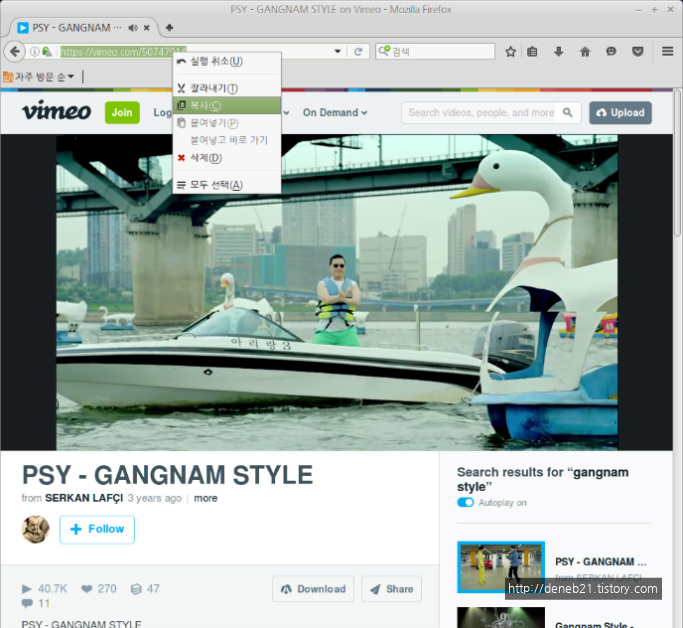 PSY - GANGNAM STYLE on Vimeo - Mozilla Firefox
PSY - GANGNAM ...
https://vimeo.com/50747914
검색
자주 방문 순
실행 취소(U)
잘라내기(T)
복사(C)
붙여넣기(P)
붙여넣고 바로 가기
삭제(D)
모두 선택(A)
vimeo
Join
On Demand
Search videos, people, and more
Upload
아리랑3
YAMAHA
PSY - GANGNAM STYLE
from SERKAN LAFÇI 3 years ago more
Follow
40.7K 270 47
11
Download
Share
PSY - GANGNAM STYLE
Search results for “gangnam
style”
Autoplay on
PSY - GANGNAM ...
from SERKAN LAFÇI
http://deneb21.tistory.com
Gangnam Style -